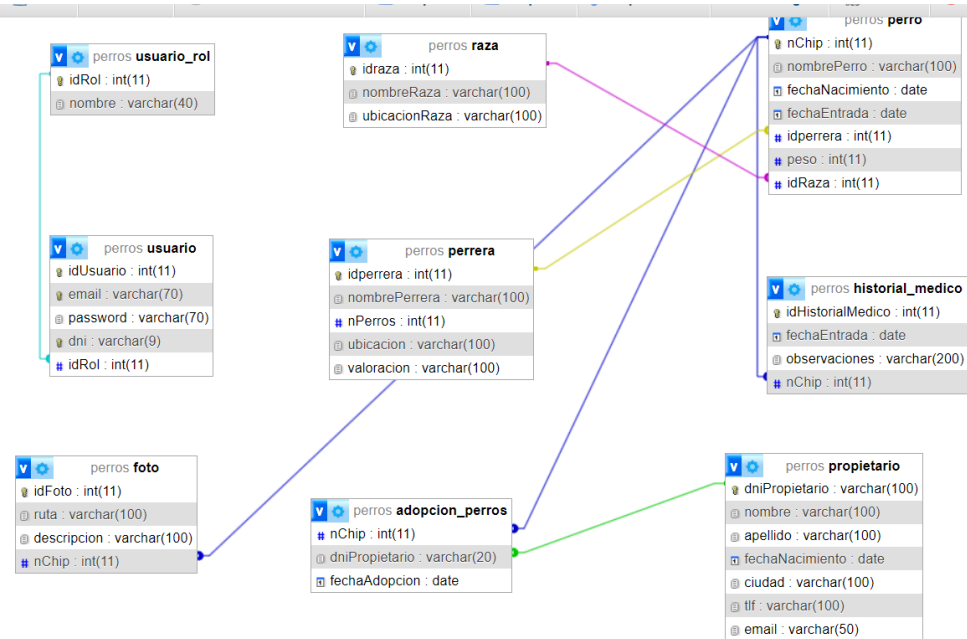 perros usuario_rol
idRol : int(11)
nombre : varchar(40)
perros raza
idraza : int(11)
nombreRaza : varchar(100)
ubicacionRaza : varchar(100)
perros perro
nChip : int(11)
nombrePerro : varchar(100)
fechaNacimiento : date
fechaEntrada : date
idperrera : int(11)
peso : int(11)
idRaza : int(11)
perros usuario
idUsuario : int(11)
email : varchar(70)
password : varchar(70)
dni : varchar(9)
idRol : int(11)
perros perrera
idperrera : int(11)
nombrePerrera : varchar(100)
nPerros : int(11)
ubicacion : varchar(100)
valoracion : varchar(100)
perros historial_medico
idHistorialMedico : int(11)
fechaEntrada : date
observaciones : varchar(200)
nChip : int(11)
perros foto
idFoto : int(11)
ruta : varchar(100)
descripcion : varchar(100)
nChip : int(11)
perros adopcion_perros
nChip : int(11)
dniPropietario : varchar(20)
fechaAdopcion : date
perros propietario
dniPropietario : varchar(100)
nombre : varchar(100)
apellido : varchar(100)
fechaNacimiento : date
ciudad : varchar(100)
tlf : varchar(100)
email : varchar(50)